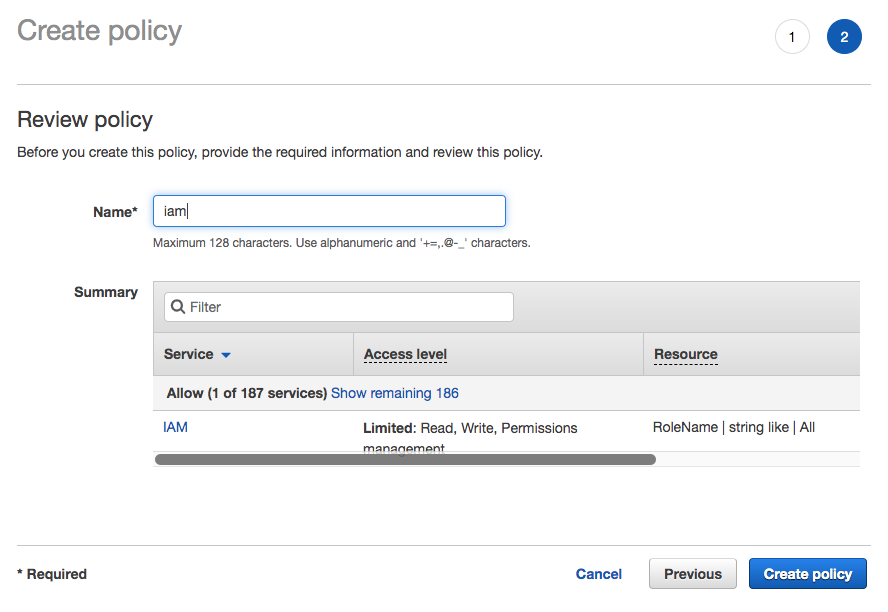 Create policy
1
2
Review policy
Before you create this policy, provide the required information and review this policy.
Name*
iam
Maximum 128 characters. Use alphanumeric and '+=,.@-_' characters.
Summary
Filter
Service Access level Resource
Allow (1 of 187 services) Show remaining 186
IAM Limited: Read, Write, Permissions RoleName | string like | All
management
* Required
Cancel Previous Create policy